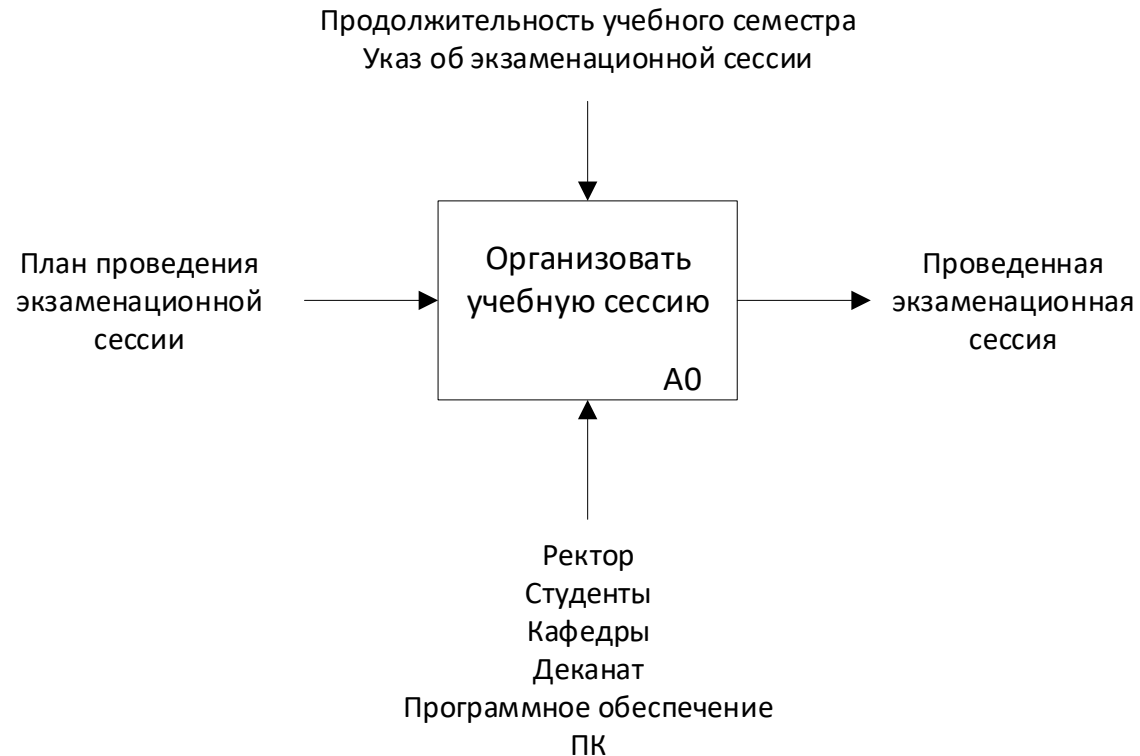 Продолжительность учебного семестра
Указ об экзаменационной сессии
План проведения
экзаменационной
сессии
Организовать
учебную сессию
А0
Проведенная
экзаменационная
сессия
Ректор
Студенты
Кафедры
Деканат
Программное обеспечение
ПК